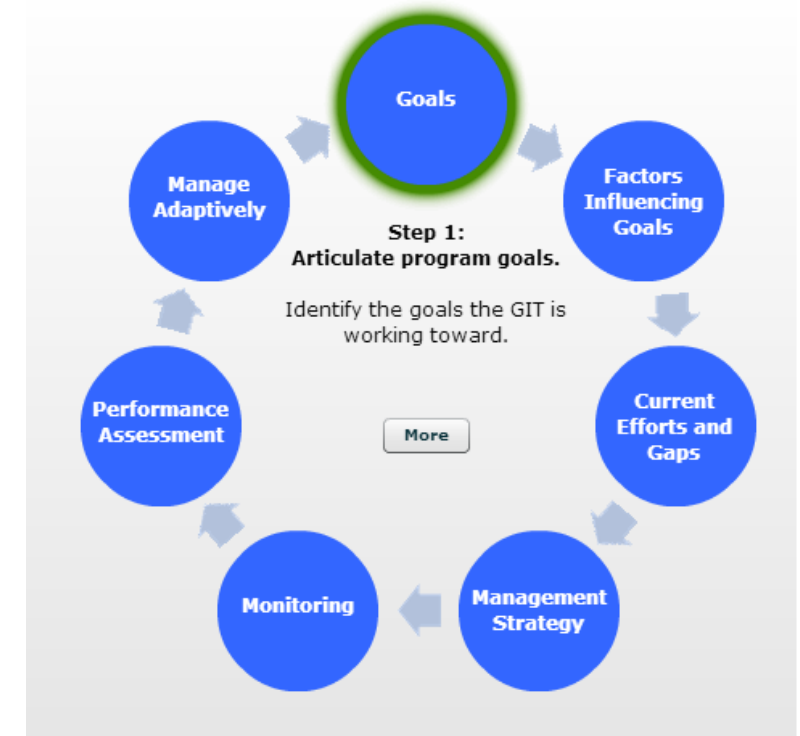 Goals
Factors
Influencing
Goals
Current
Efforts and
Gaps
Management
Strategy
Monitoring
Performance
Assessment
Manage
Adaptively
Step 1:
Articulate program goals.
Identify the goals the GIT is
working toward.
More